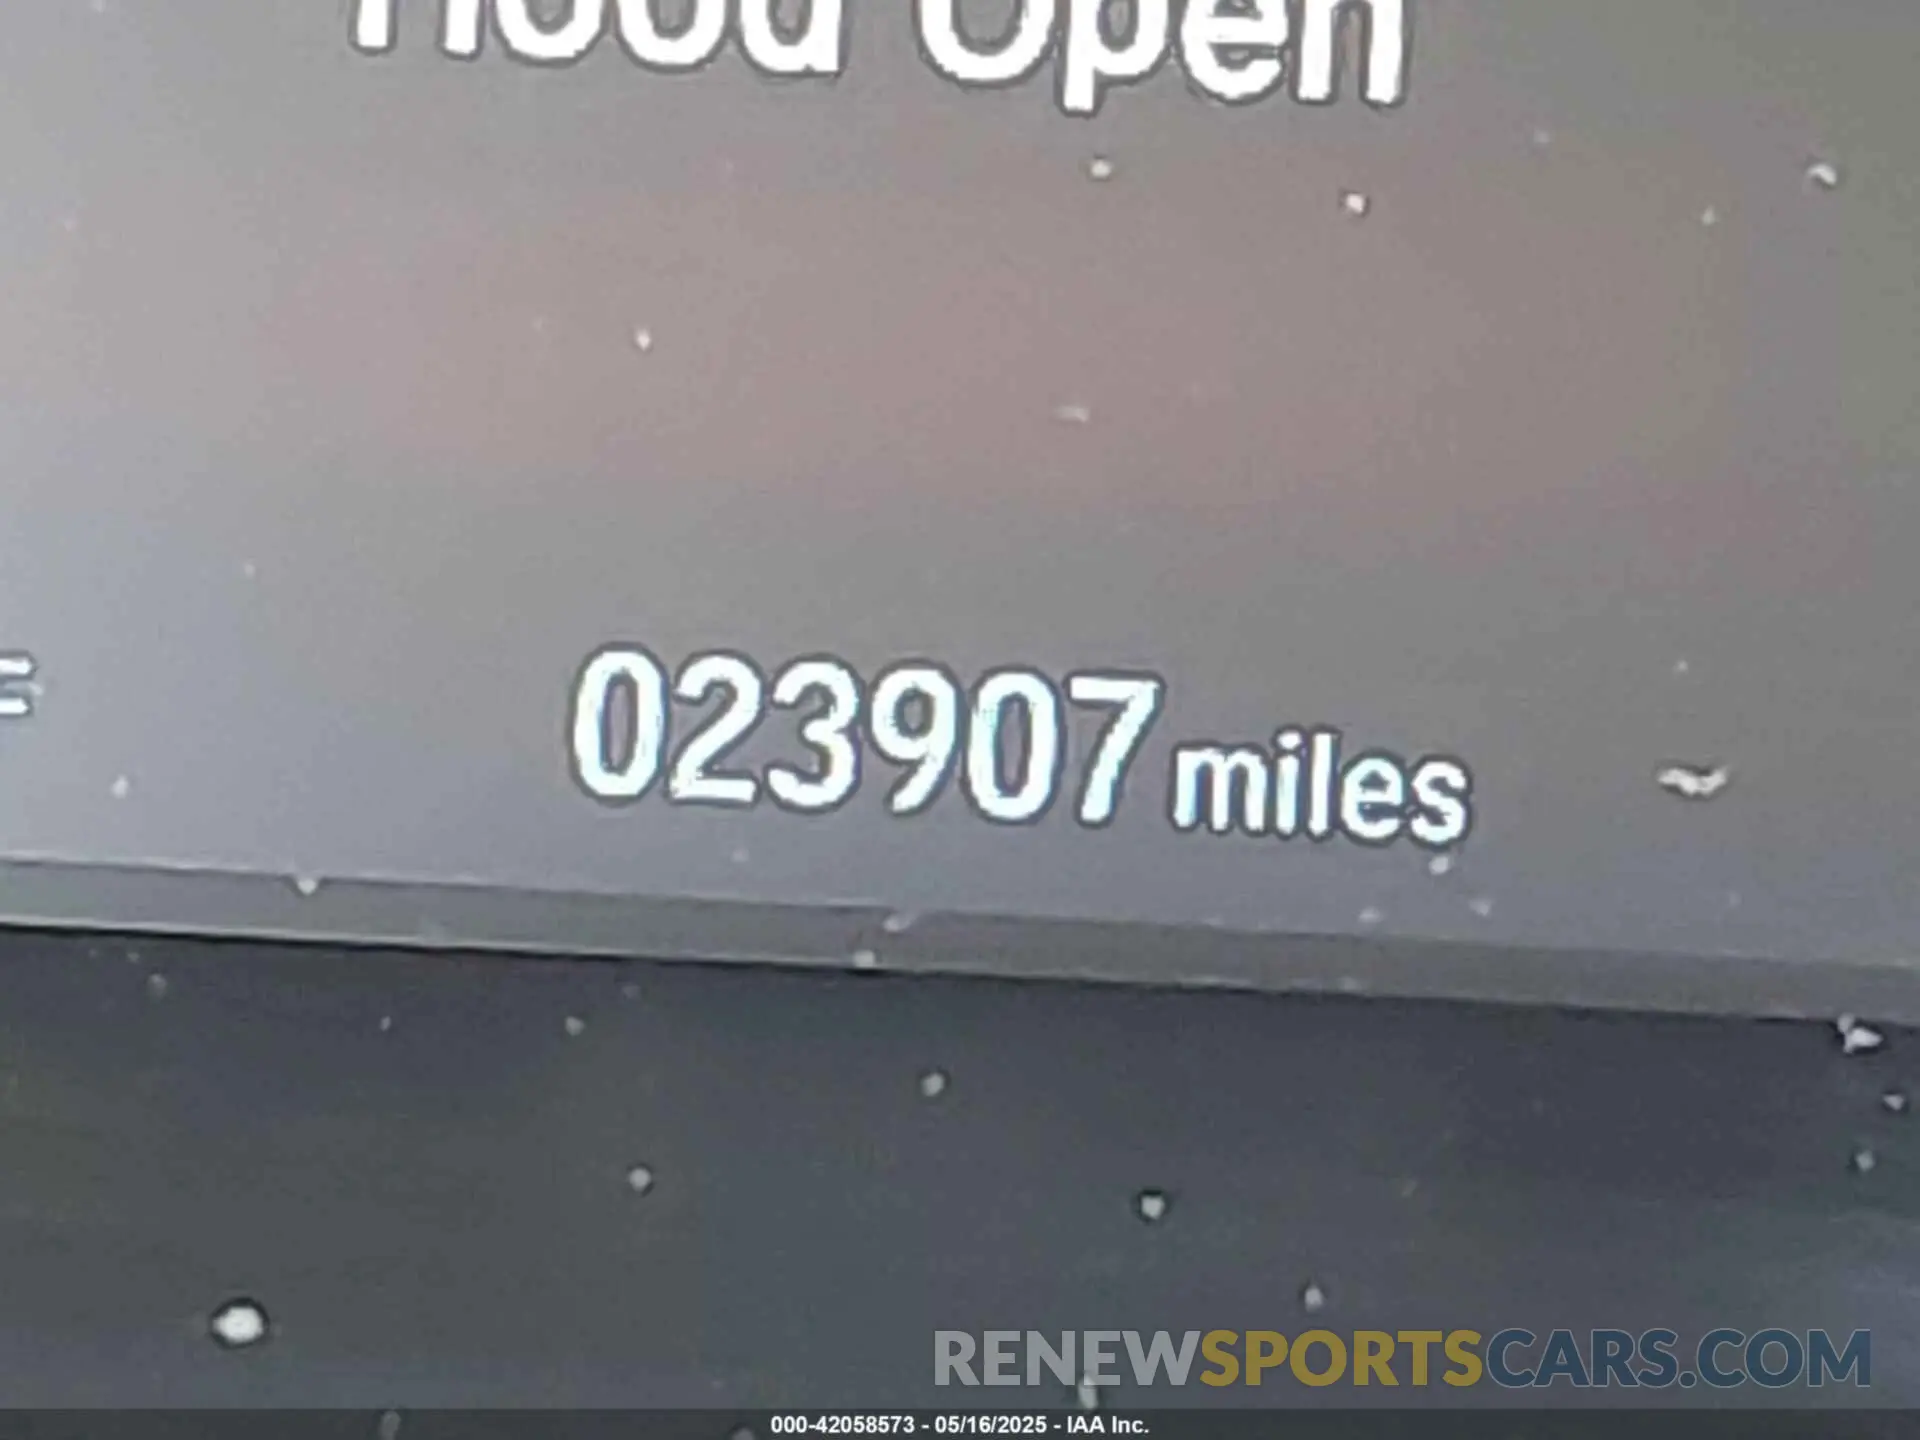 Hood Open
023907 miles
RENEWSPORTSCARS.COM
000-42058573 - 05/16/2025 - IAA Inc.